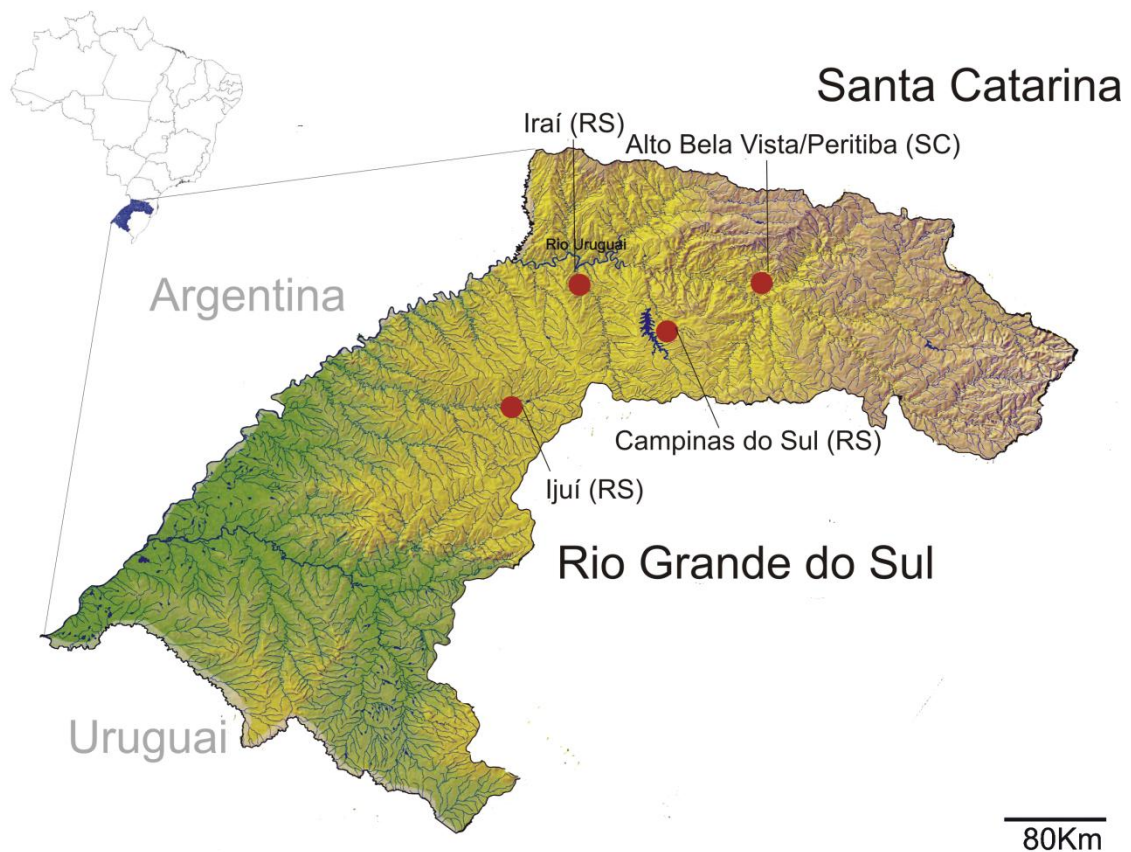 Santa Catarina
Iraí (RS)
Alto Bela Vista/Peritiba (SC)
Rio Uruguai
Argentina
Campinas do Sul (RS)
Ijuí (RS)
Rio Grande do Sul
Uruguai
80Km